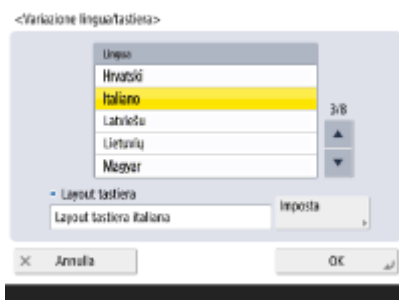 <Variazione lingua/tastiera>
Lingua
Hrvatski
Italiano
Latviešu
3/8
Lietuvių
Magyar
Layout tastiera
Layout tastiera italiana
Imposta
Annulla
OK